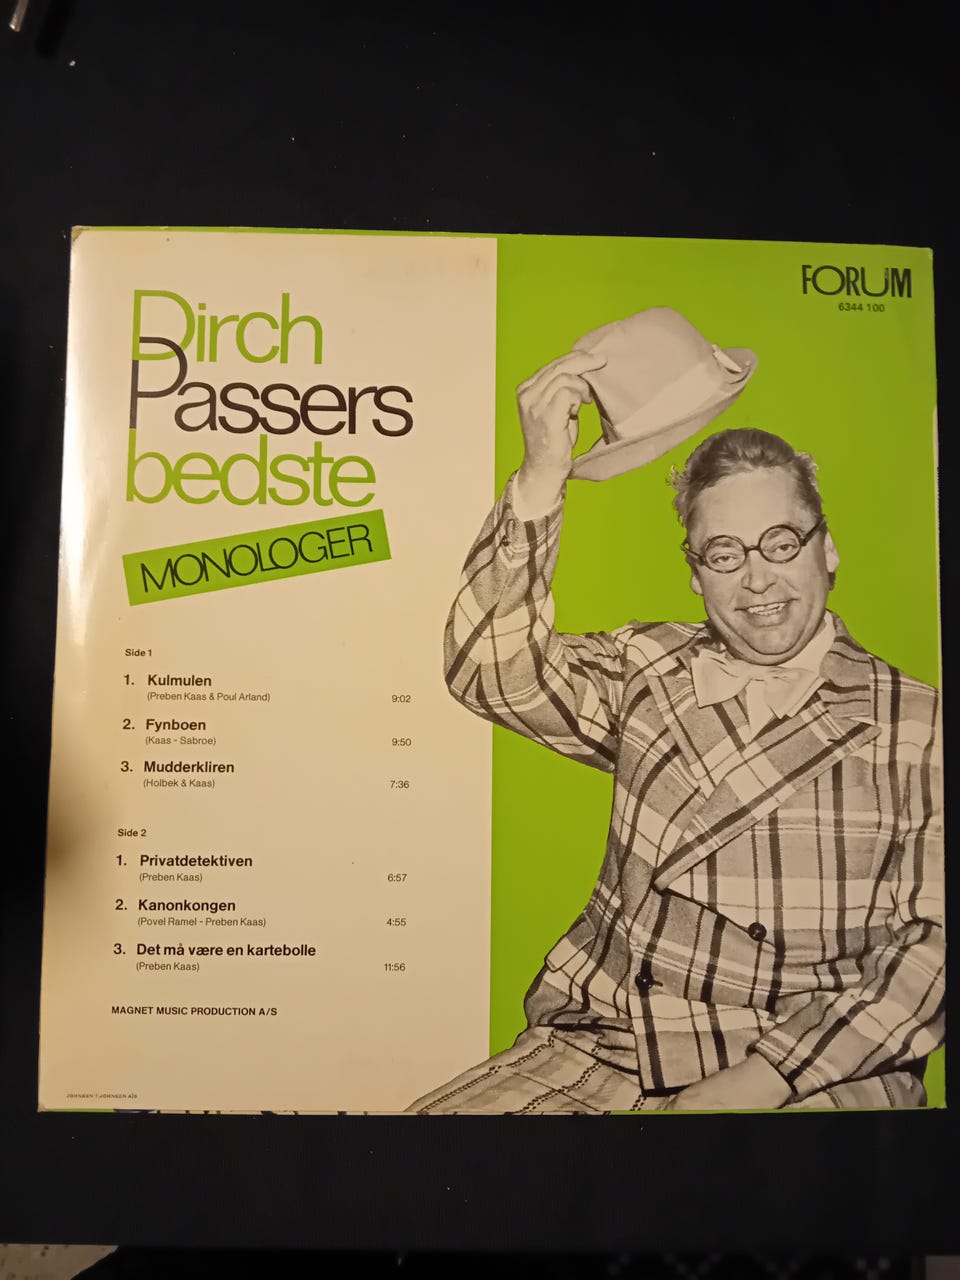 FORUM
6344 100
Dirch
Passers
bedste
MONOLOGER
Side 1
1. Kulmulen
(Preben Kaas & Poul Arland)
9:02
2. Fynboen
(Kaas - Sabroe)
9:50
3. Mudderkliren
(Holbek & Kaas)
7:36
Side 2
1. Privatdetektiven
(Preben Kaas)
6:57
2. Kanonkongen
(Povel Ramel - Preben Kaas)
4:55
3. Det må være en kartebolle
(Preben Kaas)
11:56
MAGNET MUSIC PRODUCTION A/S
JOHNSEN + JOHNSEN A/S